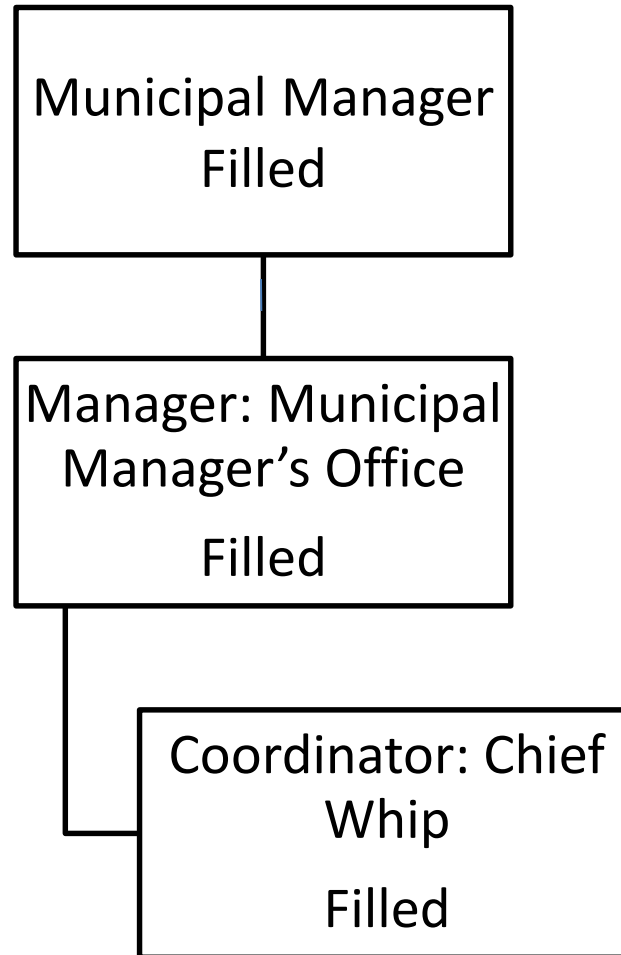 Municipal Manager
Filled
Manager: Municipal
Manager’s Office
Filled
Coordinator: Chief
Whip
Filled